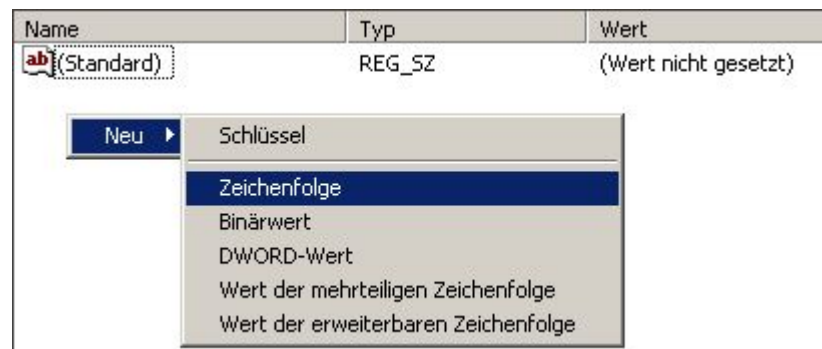 Name Typ Wert
ab (Standard) REG_SZ (Wert nicht gesetzt)
Neu Schlüssel
Zeichenfolge
Binärwert
DWORD-Wert
Wert der mehrteiligen Zeichenfolge
Wert der erweiterbaren Zeichenfolge